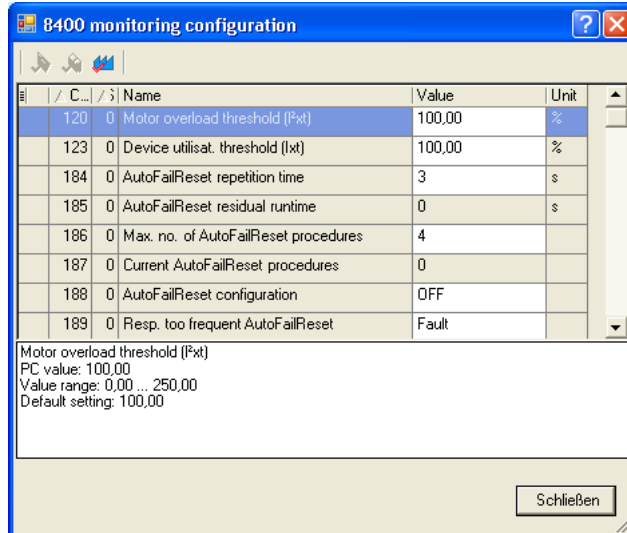 8400 monitoring configuration
C... S Name Value Unit
120 0 Motor overload threshold (I²xt) 100,00 %
123 0 Device utilisat. threshold (Ixt) 100,00 %
184 0 AutoFailReset repetition time 3 s
185 0 AutoFailReset residual runtime 0 s
186 0 Max. no. of AutoFailReset procedures 4
187 0 Current AutoFailReset procedures 0
188 0 AutoFailReset configuration OFF
189 0 Resp. too frequent AutoFailReset Fault
Motor overload threshold (I²xt)
PC value: 100,00
Value range: 0,00 ... 250,00
Default setting: 100,00
Schließen